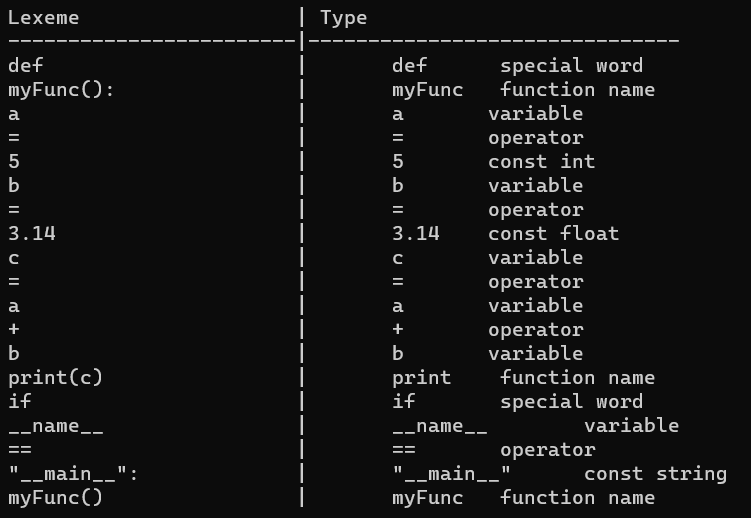 Lexeme                  | Type
------------------------|-------------------------------
def                     |       def      special word
myFunc():               |       myFunc   function name
a                       |       a       variable
=                       |       =       operator
5                       |       5       const int
b                       |       b       variable
=                       |       =       operator
3.14                    |       3.14    const float
c                       |       c       variable
=                       |       =       operator
a                       |       a       variable
+                       |       +       operator
b                       |       b       variable
print(c)                |       print    function name
if                      |       if       special word
__name__                |       __name__        variable
==                      |       ==       operator
"__main__":             |       "__main__"      const string
myFunc()                |       myFunc   function name